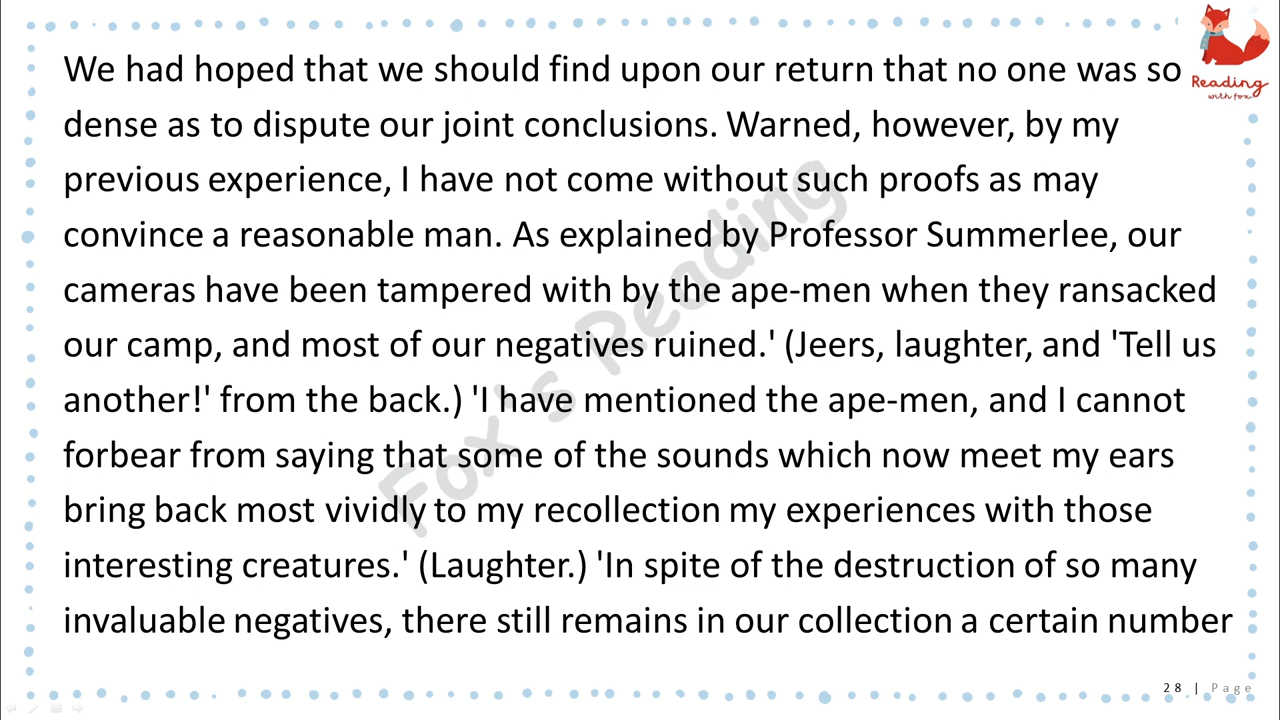 We had hoped that we should find upon our return that no one was so
dense as to dispute our joint conclusions. Warned, however, by my
previous experience, I have not come without such proofs as may
convince a reasonable man. As explained by Professor Summerlee, our
cameras have been tampered with by the ape-men when they ransacked
our camp, and most of our negatives ruined.' (Jeers, laughter, and 'Tell us
another!' from the back.) 'I have mentioned the ape-men, and I cannot
forbear from saying that some of the sounds which now meet my ears
bring back most vividly to my recollection my experiences with those
interesting creatures.' (Laughter.) 'In spite of the destruction of so many
invaluable negatives, there still remains in our collection a certain number
Reading
with fox
Fox's Reading
28 | Page